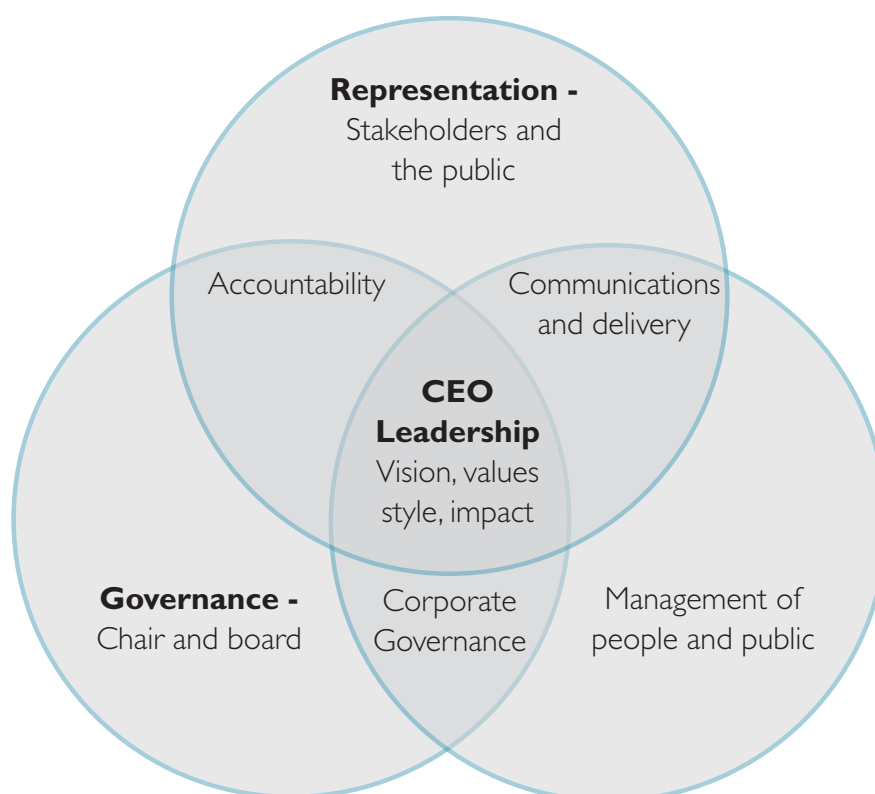 Representation -
Stakeholders and
the public
Accountability
Communications
and delivery
CEO
Leadership
Vision, values
style, impact
Governance -
Chair and board
Corporate
Governance
Management of
people and public